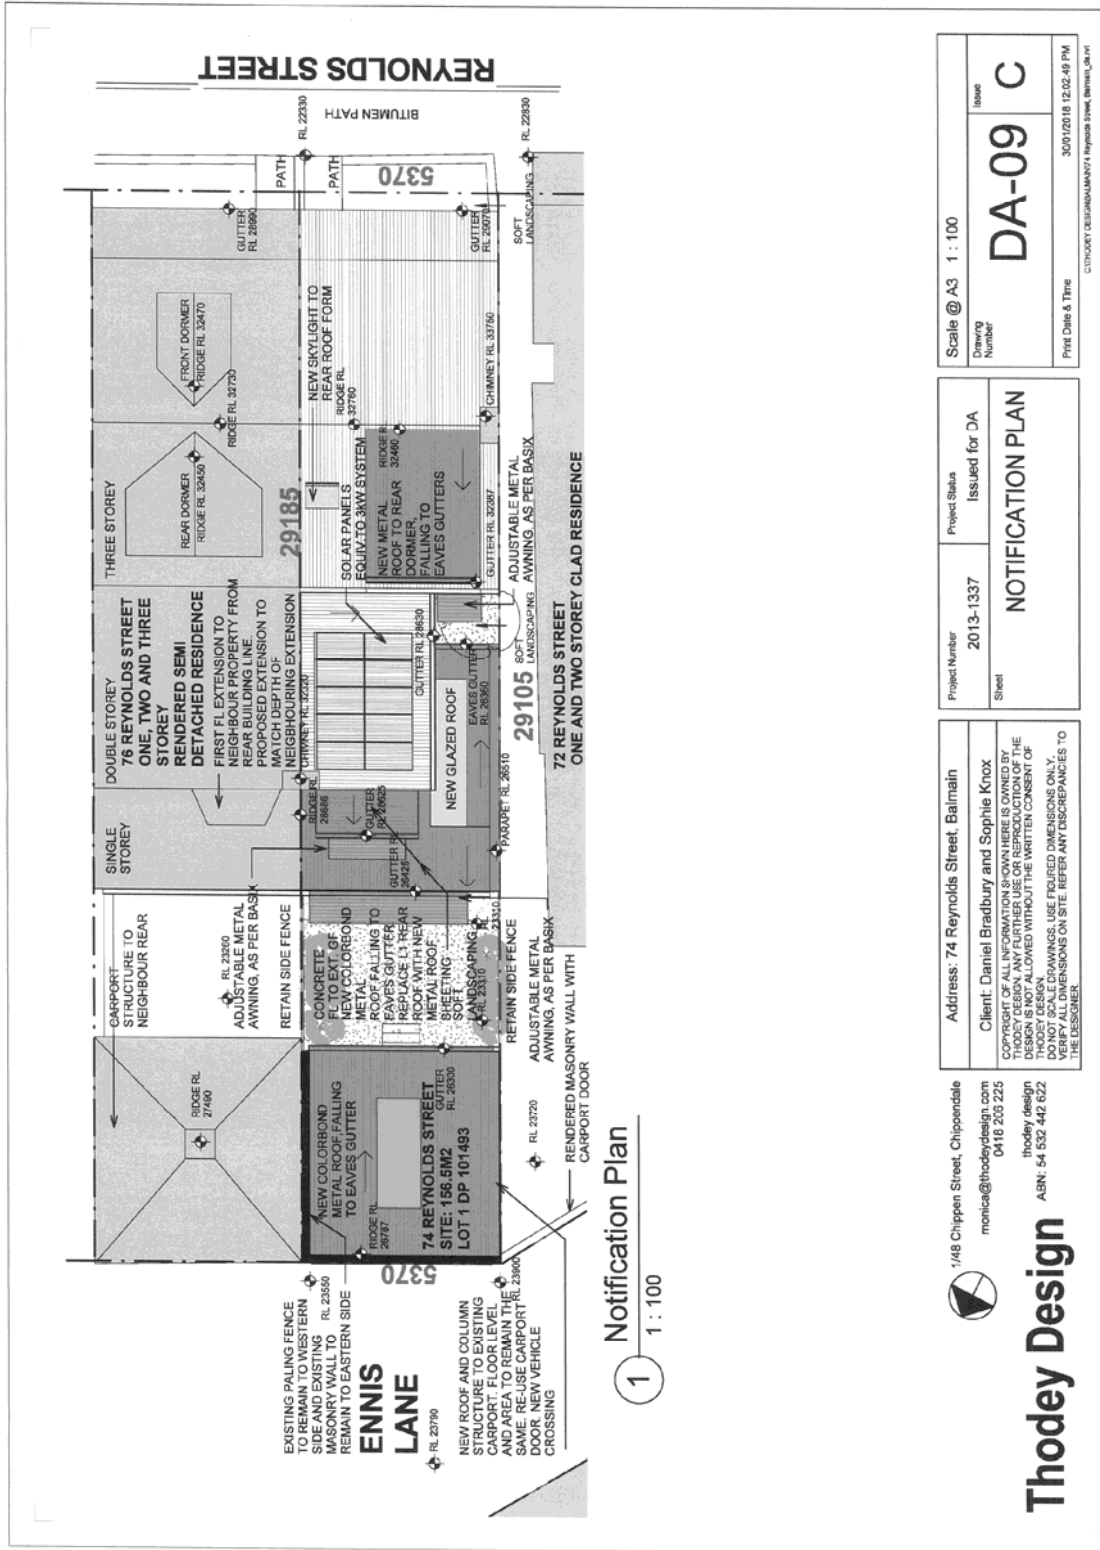 REYNOLDS STREET
BITUMEN PATH
PATH
RL 22330
PATH
5370
RL 22830
GUTTER
RL 28990
GUTTER
RL 29070
SOFT
LANDSCAPING
THREE STOREY
FRONT DORMER
RIDGE RL 32470
RIDGE RL 32730
REAR DORMER
RIDGE RL 32450
29185
NEW SKYLIGHT TO
REAR ROOF FORM
RIDGE RL
32760
SOLAR PANELS
EQUIV.TO 3KW SYSTEM
NEW METAL
ROOF TO REAR
DORMER,
FALLING TO
EAVES GUTTERS
RIDGE R
32460
CHIMNEY RL 33750
GUTTER RL 32387
ADJUSTABLE METAL
AWNING, AS PER BASIX
DOUBLE STOREY
76 REYNOLDS STREET
ONE, TWO AND THREE
STOREY
RENDERED SEMI
DETACHED RESIDENCE
FIRST FL EXTENSION TO
NEIGHBOUR PROPERTY FROM
REAR BUILDING LINE.
PROPOSED EXTENSION TO
MATCH DEPTH OF
NEIGBHOURING EXTENSION
CHIMNEY RL 32320
GUTTER RL 28630
SOFT
LANDSCAPING
29105
72 REYNOLDS STREET
ONE AND TWO STOREY CLAD RESIDENCE
EAVES GUTTER
RL 26360
NEW GLAZED ROOF
PARAPET RL 26510
SINGLE
STOREY
RIDGE RL
28686
GUTTER
RL 28625
GUTTER R
26425
CARPORT
STRUCTURE TO
NEIGHBOUR REAR
RL 23260
ADJUSTABLE METAL
AWNING, AS PER BASIX
RETAIN SIDE FENCE
CONCRETE
FL TO EXT. GF
NEW COLORBOND
METAL
ROOF FALLING TO
EAVES GUTTER
REPLACE L1 REAR
ROOF WITH NEW
METAL ROOF
SHEETING
SOFT
LANDSCAPING
RL 23310
RL
23310
RETAIN SIDE FENCE
ADJUSTABLE METAL
AWNING, AS PER BASIX
RENDERED MASONRY WALL WITH
CARPORT DOOR
RIDGE RL
27490
NEW COLORBOND
METAL ROOF,FALLING
TO EAVES GUTTER
RIDGE RL
26787
74 REYNOLDS STREET
SITE: 156.5M2
LOT 1 DP 101493
GUTTER
RL 26300
RL 23720
5370
RL 23550
RL 23900
EXISTING PALING FENCE
TO REMAIN TO WESTERN
SIDE AND EXISTING
MASONRY WALL TO
REMAIN TO EASTERN SIDE
ENNIS
LANE
RL 23790
NEW ROOF AND COLUMN
STRUCTURE TO EXISTING
CARPORT. FLOOR LEVEL
AND AREA TO REMAIN THE
SAME. RE-USE CARPORT
DOOR. NEW VEHICLE
CROSSING
1
Notification Plan
1 : 100
Thodey Design
1/48 Chippen Street, Chippendale
monica@thodeydesign.com
0418 206 225
thodey design
ABN: 54 532 442 622
Address: 74 Reynolds Street, Balmain
Client: Daniel Bradbury and Sophie Knox
COPYRIGHT OF ALL INFORMATION SHOWN HERE IS OWNED BY
THODEY DESIGN. ANY FURTHER USE OR REPRODUCTION OF THE
DESIGN IS NOT ALLOWED WITHOUT THE WRITTEN CONSENT OF
THODEY DESIGN.
DO NOT SCALE DRAWINGS. USE FIGURED DIMENSIONS ONLY.
VERIFY ALL DIMENSIONS ON SITE. REFER ANY DISCREPANCIES TO
THE DESIGNER.
Project Number
2013-1337
Project Status
Issued for DA
Sheet
NOTIFICATION PLAN
Scale @ A3 1 : 100
Drawing
Number
DA-09
Issue
C
Print Date & Time
30/01/2018 12:02:49 PM